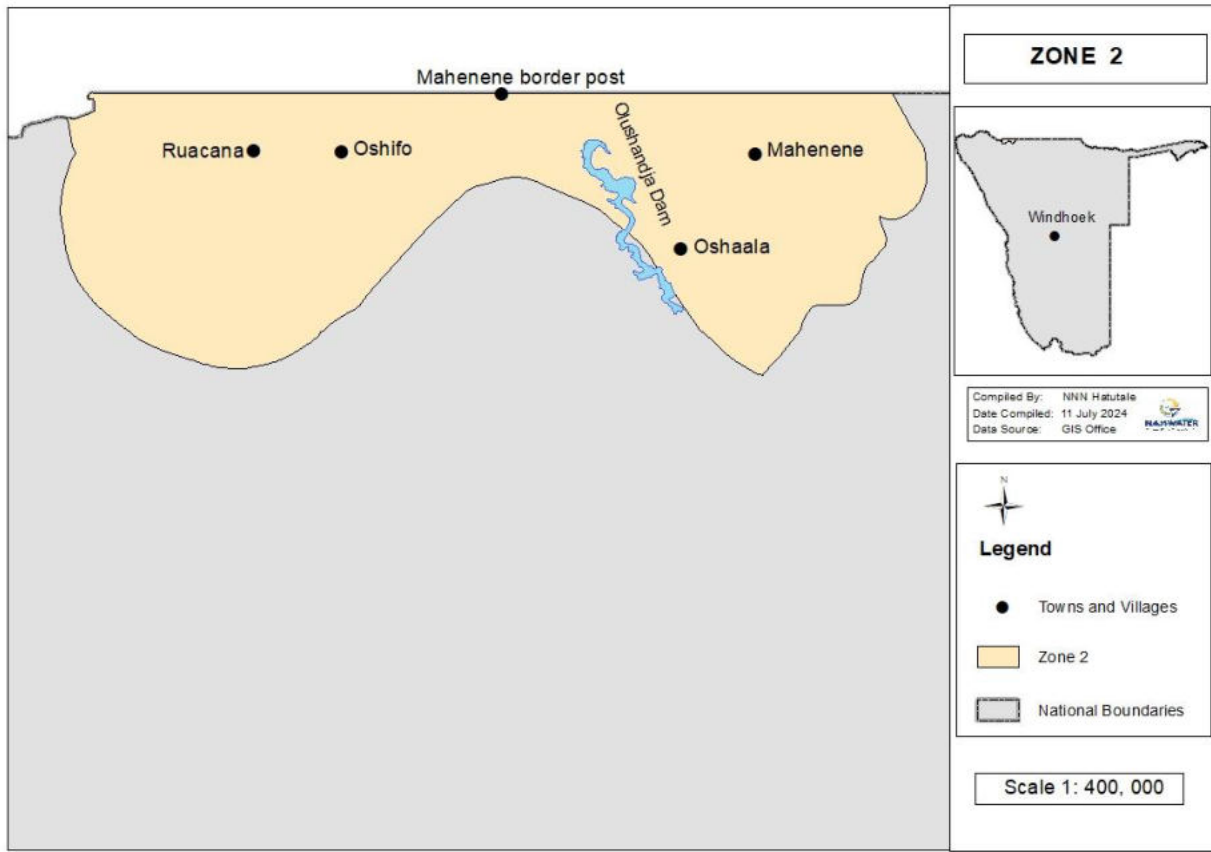 ZONE 2
Mahenene border post
Ruacana
Oshifo
Olushandja Dam
Mahenene
Oshaala
Windhoek
Compiled By: NNN Hatutale
Date Compiled: 11 July 2024
Data Source: GIS Office
NAMWATER
N
Legend
Towns and Villages
Zone 2
National Boundaries
Scale 1: 400, 000